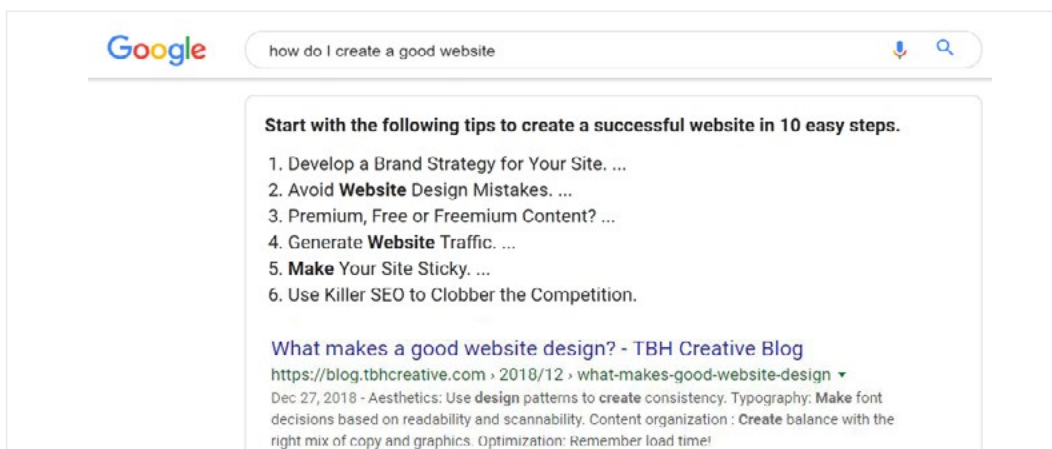 Google how do I create a good website
Start with the following tips to create a successful website in 10 easy steps.
1. Develop a Brand Strategy for Your Site. ...
2. Avoid Website Design Mistakes. ...
3. Premium, Free or Freemium Content? ...
4. Generate Website Traffic. ...
5. Make Your Site Sticky. ...
6. Use Killer SEO to Clobber the Competition.
What makes a good website design? - TBH Creative Blog
https://blog.tbhcreative.com › 2018/12 › what-makes-good-website-design
Dec 27, 2018 - Aesthetics: Use design patterns to create consistency. Typography: Make font
decisions based on readability and scannability. Content organization : Create balance with the
right mix of copy and graphics. Optimization: Remember load time!